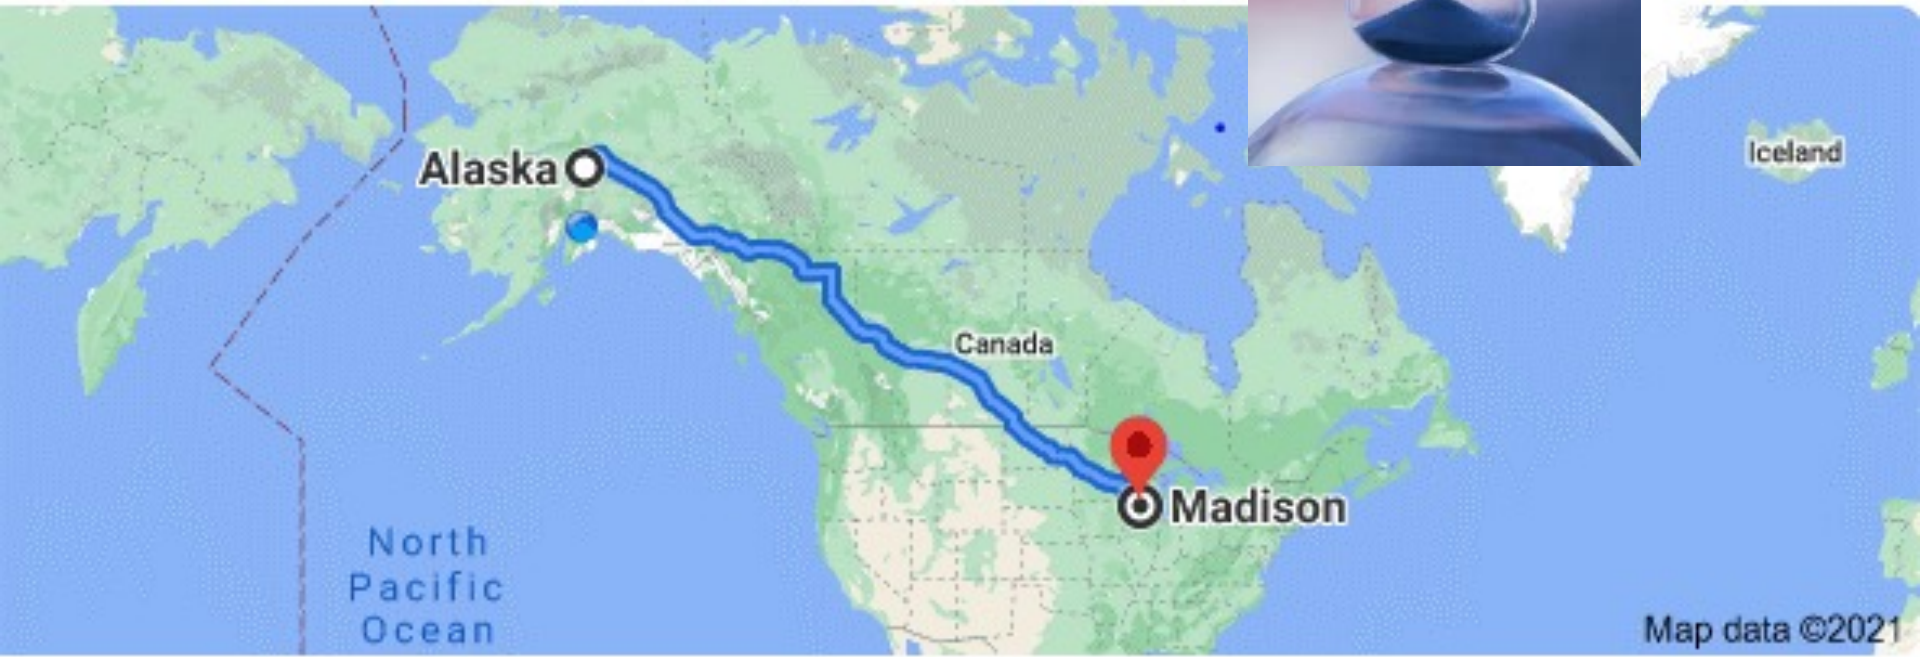 Iceland
Alaska
Canada
Madison
North
Pacific
Ocean
Map data ©2021